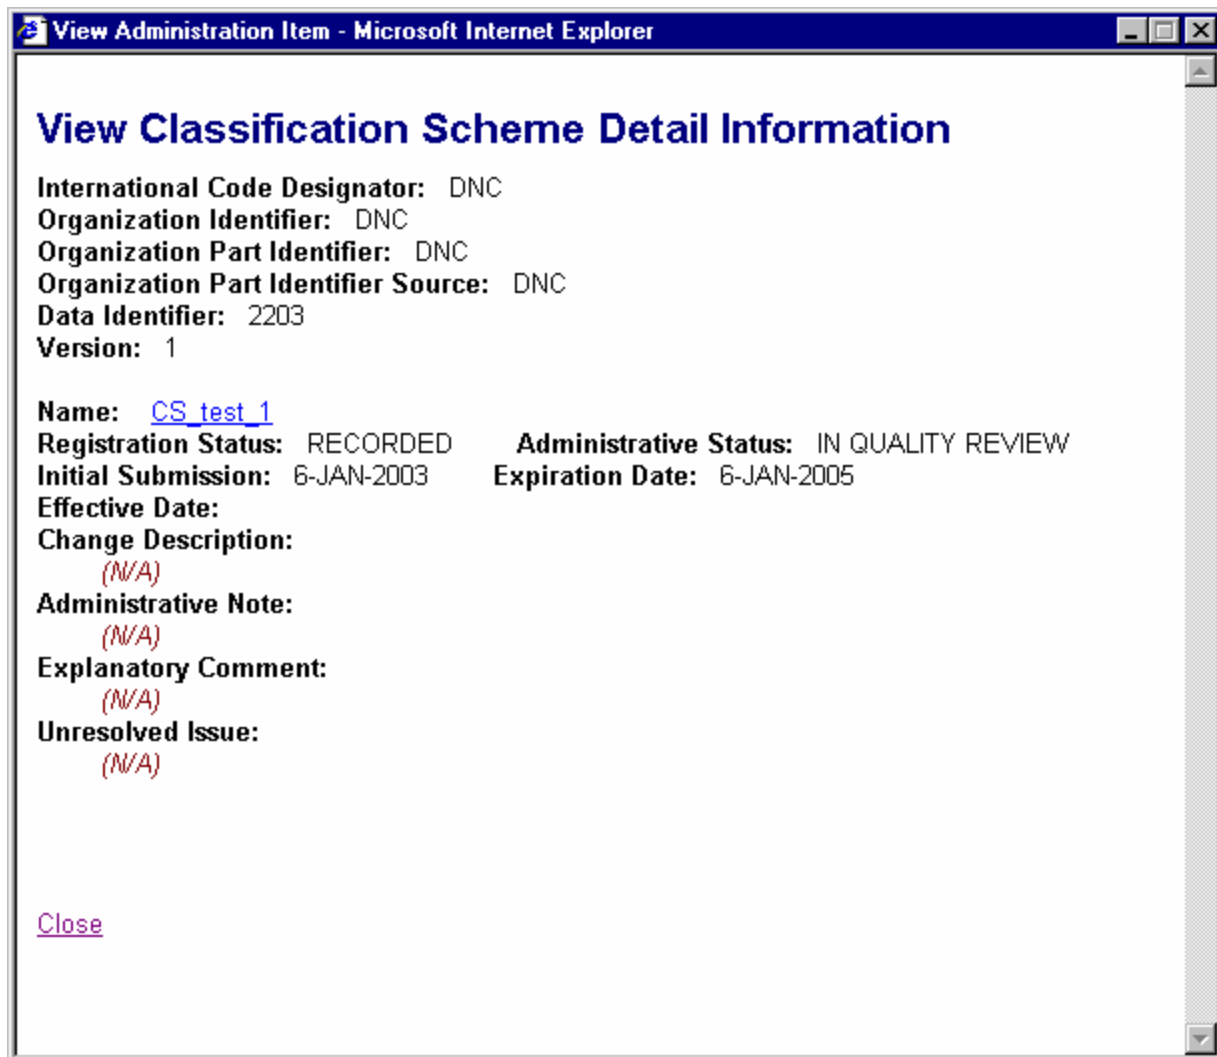 View Administration Item - Microsoft Internet Explorer
View Classification Scheme Detail Information
International Code Designator: DNC
Organization Identifier: DNC
Organization Part Identifier: DNC
Organization Part Identifier Source: DNC
Data Identifier: 2203
Version: 1
Name: CS_test_1
Registration Status: RECORDED Administrative Status: IN QUALITY REVIEW
Initial Submission: 6-JAN-2003 Expiration Date: 6-JAN-2005
Effective Date:
Change Description:
(N/A)
Administrative Note:
(N/A)
Explanatory Comment:
(N/A)
Unresolved Issue:
(N/A)
Close